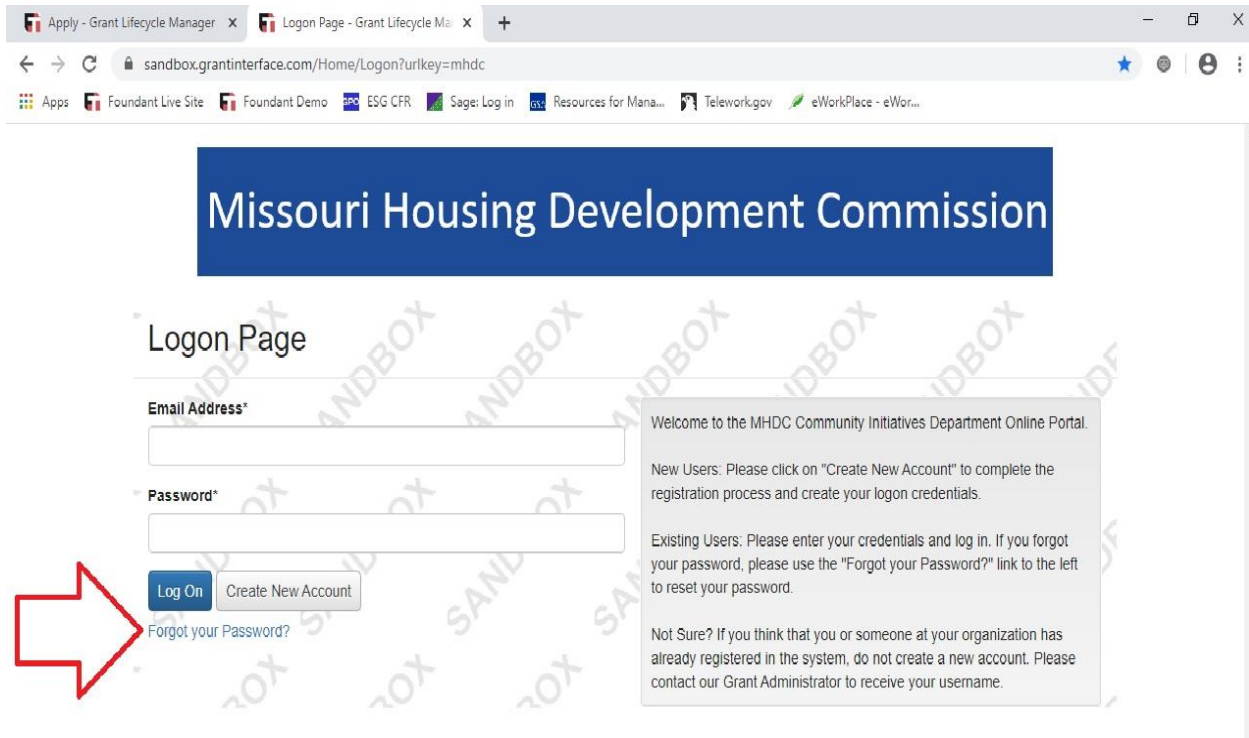 Apply - Grant Lifecycle Manager
Logon Page - Grant Lifecycle Ma
sandbox.grantinterface.com/Home/Logon?urlkey=mhdc
Apps Foundant Live Site Foundant Demo GPO ESG CFR Sage: Log in GSA Resources for Mana... Telework.gov eWorkPlace - eWor...
Missouri Housing Development Commission
Logon Page
Email Address*
Password*
Log On Create New Account
Forgot your Password?
Welcome to the MHDC Community Initiatives Department Online Portal.
New Users: Please click on "Create New Account" to complete the
registration process and create your logon credentials.
Existing Users: Please enter your credentials and log in. If you forgot
your password, please use the "Forgot your Password?" link to the left
to reset your password.
Not Sure? If you think that you or someone at your organization has
already registered in the system, do not create a new account. Please
contact our Grant Administrator to receive your username.
SANDBOX